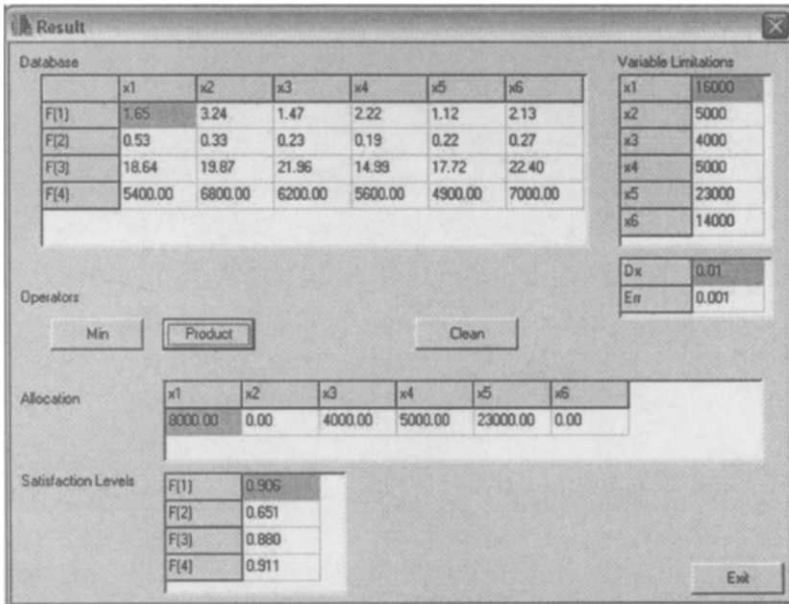 Result
Database
x1 x2 x3 x4 x5 x6
F(1) 1.65 3.24 1.47 2.22 1.12 2.13
F(2) 0.53 0.33 0.23 0.19 0.22 0.27
F(3) 18.64 19.87 21.96 14.99 17.72 22.40
F(4) 5400.00 6800.00 6200.00 5600.00 4900.00 7000.00
Variable Limitations
x1 16000
x2 5000
x3 4000
x4 5000
x5 23000
x6 14000
Dx 0.01
Err 0.001
Operators
Min Product Clean
Allocation
x1 x2 x3 x4 x5 x6
8000.00 0.00 4000.00 5000.00 23000.00 0.00
Satisfaction Levels
F(1) 0.906
F(2) 0.651
F(3) 0.880
F(4) 0.911
Exit